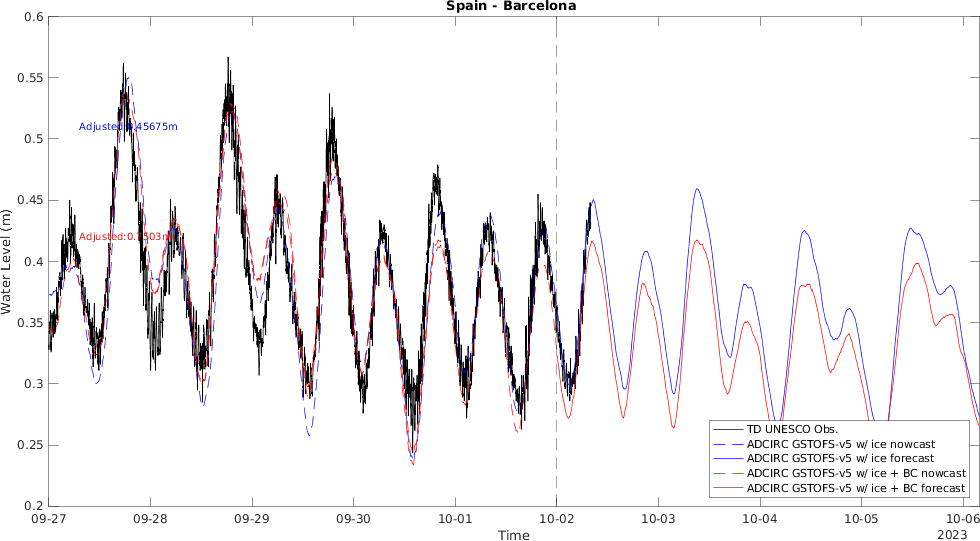 Spain - Barcelona
0.6
0.55
0.5
0.45
0.4
0.35
0.3
0.25
0.2
Water Level (m)
Adjusted:
Adjusted:
09-27
09-28
09-29
09-30
10-01
10-02
10-03
10-04
10-05
10-06
2023
Time
TD UNESCO Obs.
ADCIRC GSTOFS-v5 w/ ice nowcast
ADCIRC GSTOFS-v5 w/ ice forecast
ADCIRC GSTOFS-v5 w/ ice + BC nowcast
ADCIRC GSTOFS-v5 w/ ice + BC forecast